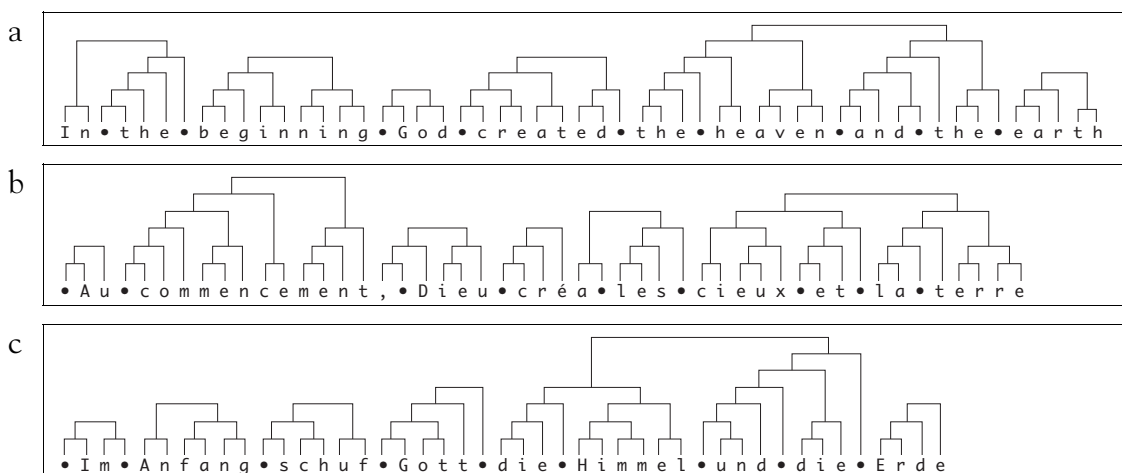 a
In•the•beginning•God•created•the•heaven•and•the•earth
b
•Au•commencement,•Dieu•créa•les•cieux•et•la•terre
c
•Im•Anfang•schuf•Gott•die•Himmel•und•die•Erde